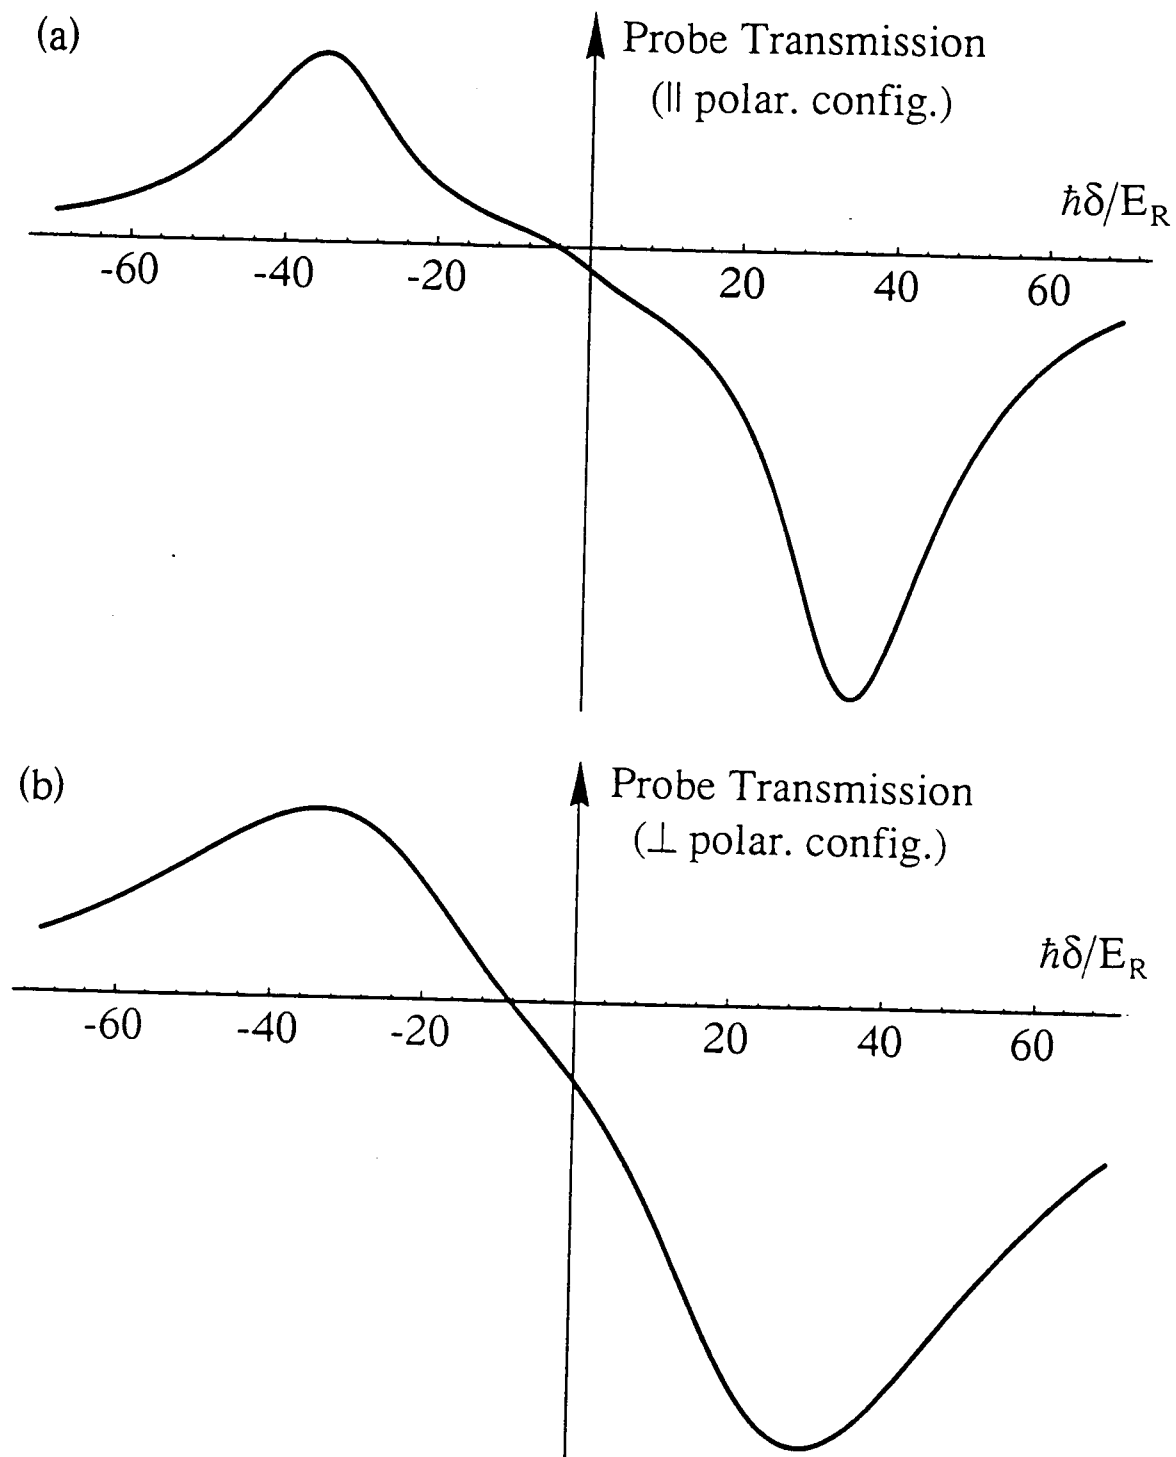 (a)
Probe Transmission
(|| polar. config.)
ħδ/E_R
-60 -40 -20 20 40 60
(b)
Probe Transmission
(⊥ polar. config.)
ħδ/E_R
-60 -40 -20 20 40 60